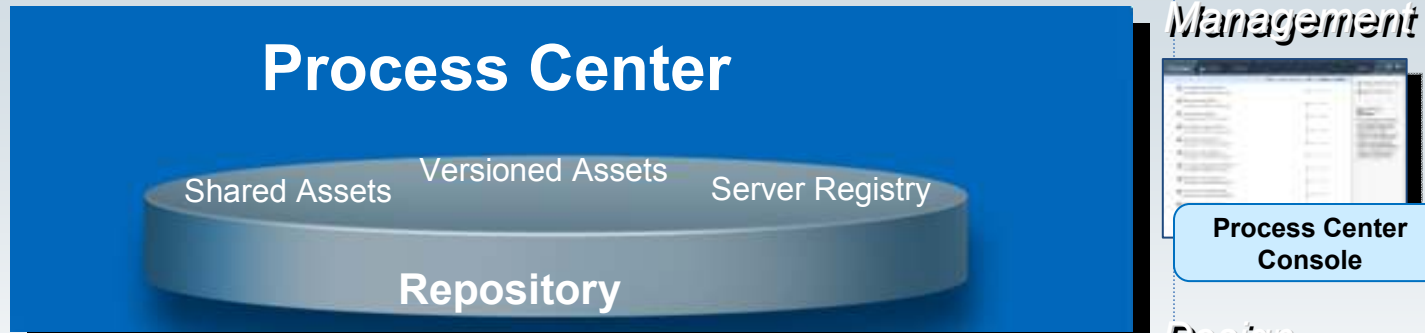 Process Center
Shared Assets
Versioned Assets
Server Registry
Repository
Management
Process Center
Console